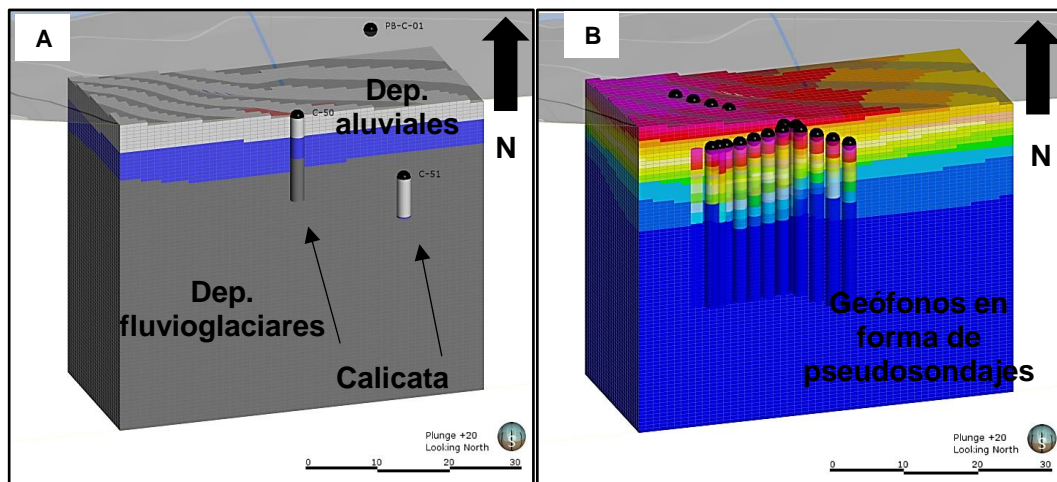 A
PB-C-01
C-50
Dep.
aluviales
N
C-51
Dep.
fluvioglaciares
Calicata
Plunge +20
Looking North
S
0 10 20 30
B
N
Geófonos en
forma de
pseudosondajes
Plunge +20
Looking North
S
0 10 20 30